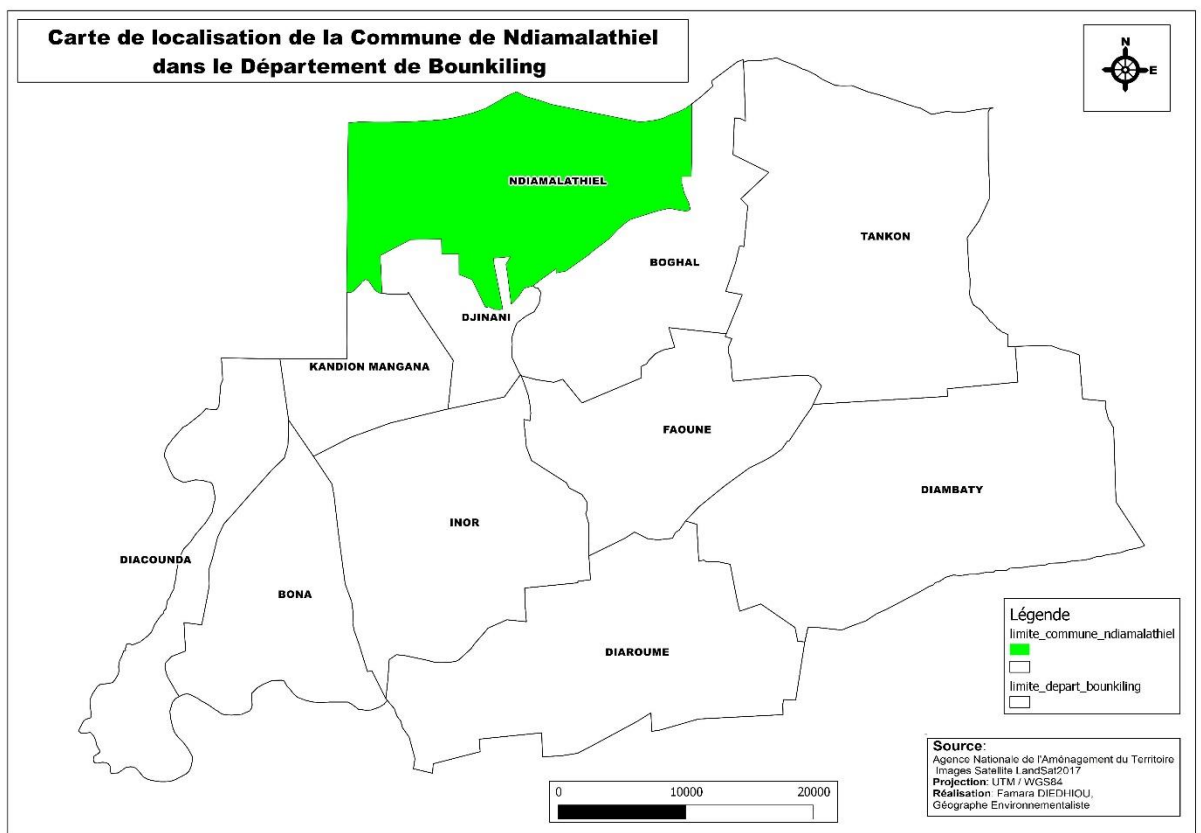 Carte de localisation de la Commune de Ndiamalathiel
dans le Département de Bounkiling
N
E
NDIAMALATHIEL
TANKON
BOGHAL
DJINANI
KANDION MANGANA
FAOUNE
DIAMBATY
INOR
DIACOUNDA
BONA
DIAROUME
Légende
limite_commune_ndiamalathiel
limite_depart_bounkiling
Source:
Agence Nationale de l'Aménagement du Territoire
Images Satellite LandSat2017
Projection: UTM / WGS84
Réalisation: Famara DIEDHIOU,
Géographe Environnementaliste
0 10000 20000